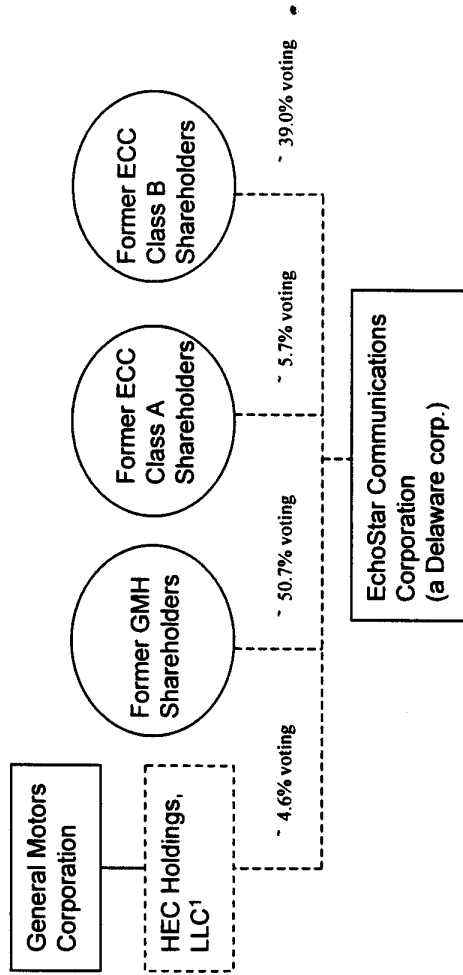 General Motors
Corporation
HEC Holdings,
LLC¹
Former GMH
Shareholders
Former ECC
Class A
Shareholders
Former ECC
Class B
Shareholders
~ 4.6% voting
~ 50.7% voting
~ 5.7% voting
~ 39.0% voting
EchoStar Communications
Corporation
(a Delaware corp.)